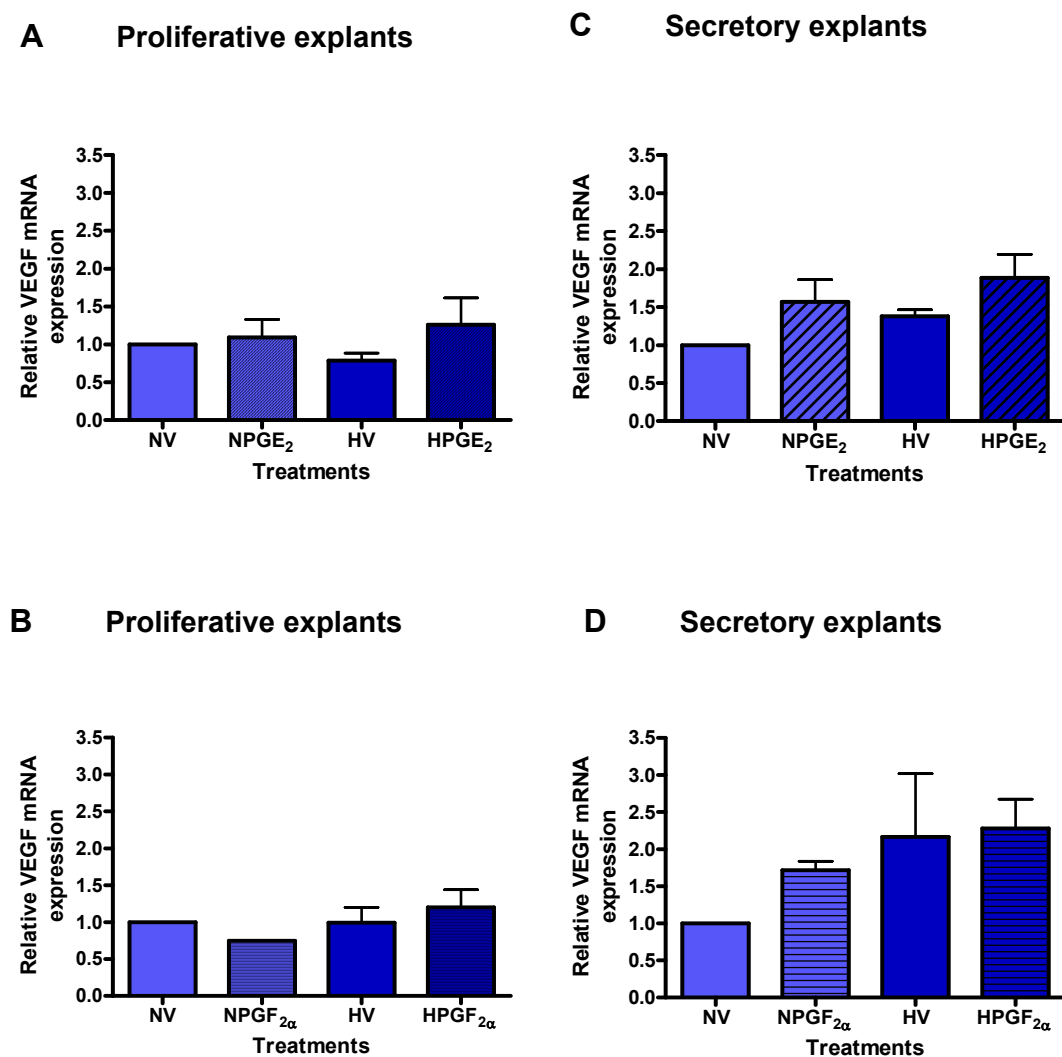 A Proliferative explants
Relative VEGF mRNA
expression
3.5
3.0
2.5
2.0
1.5
1.0
0.5
0.0
NV NPGE₂ HV HPGE₂
Treatments
C Secretory explants
Relative VEGF mRNA
expression
3.5
3.0
2.5
2.0
1.5
1.0
0.5
0.0
NV NPGE₂ HV HPGE₂
Treatments
B Proliferative explants
Relative VEGF mRNA
expression
3.5
3.0
2.5
2.0
1.5
1.0
0.5
0.0
NV NPGF₂α HV HPGF₂α
Treatments
D Secretory explants
Relative VEGF mRNA
expression
3.5
3.0
2.5
2.0
1.5
1.0
0.5
0.0
NV NPGF₂α HV HPGF₂α
Treatments